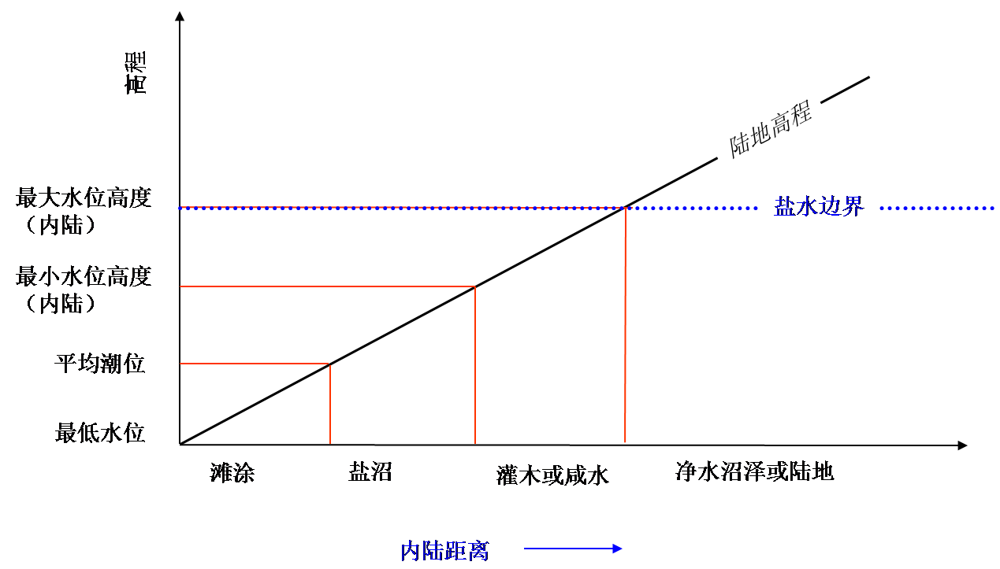 高程
陆地高程
最大水位高度
（内陆）
盐水边界
最小水位高度
（内陆）
平均潮位
最低水位
滩涂
盐沼
灌木或咸水
净水沼泽或陆地
内陆距离